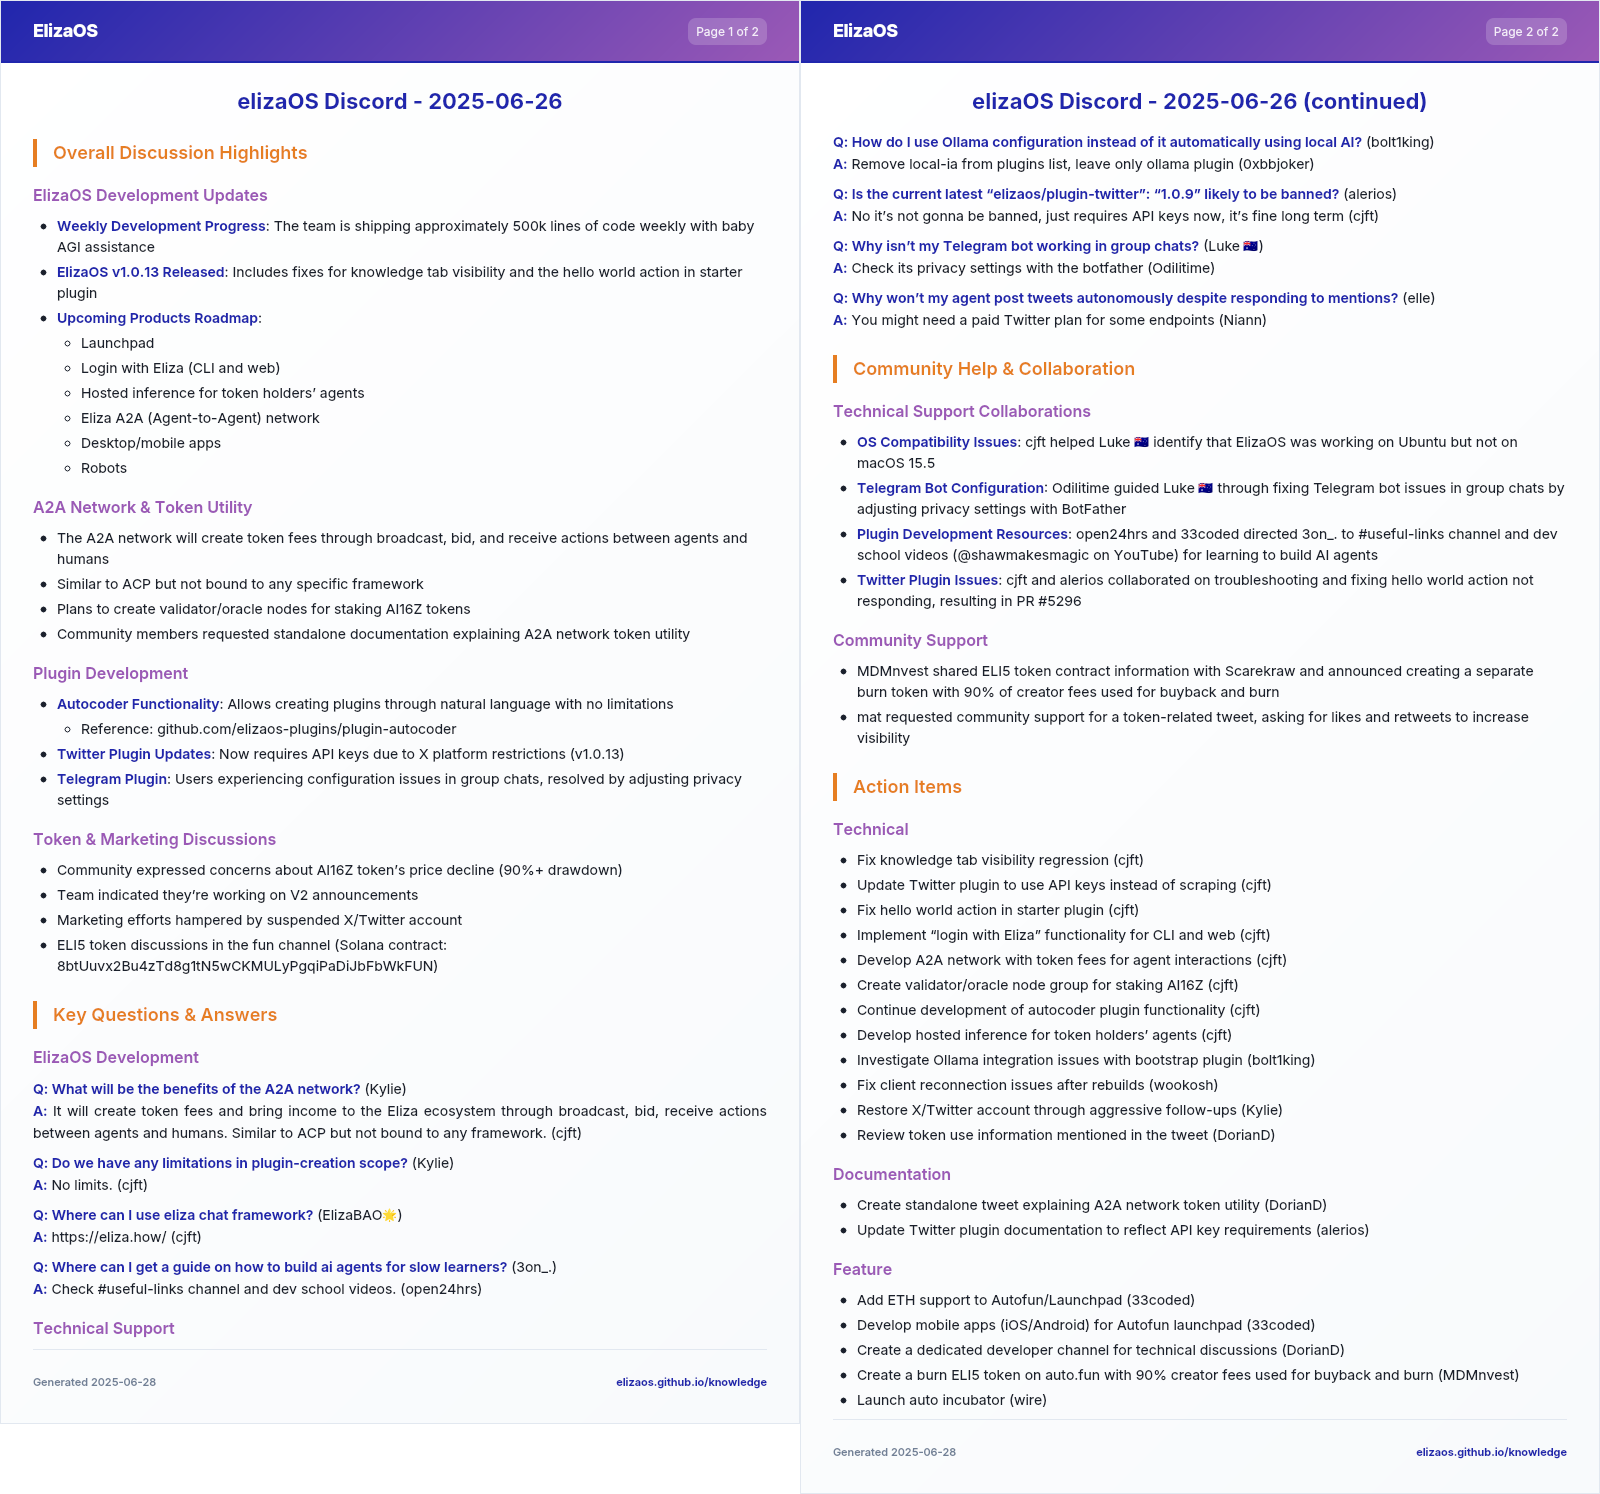 ElizaOS
Page 1 of 2
elizaOS Discord - 2025-06-26
Overall Discussion Highlights
ElizaOS Development Updates
• Weekly Development Progress: The team is shipping approximately 500k lines of code weekly with baby
AGI assistance
• ElizaOS v1.0.13 Released: Includes fixes for knowledge tab visibility and the hello world action in starter
plugin
• Upcoming Products Roadmap:
◦ Launchpad
◦ Login with Eliza (CLI and web)
◦ Hosted inference for token holders’ agents
◦ Eliza A2A (Agent-to-Agent) network
◦ Desktop/mobile apps
◦ Robots
A2A Network & Token Utility
• The A2A network will create token fees through broadcast, bid, and receive actions between agents and
humans
• Similar to ACP but not bound to any specific framework
• Plans to create validator/oracle nodes for staking AI16Z tokens
• Community members requested standalone documentation explaining A2A network token utility
Plugin Development
• Autocoder Functionality: Allows creating plugins through natural language with no limitations
◦ Reference: github.com/elizaos-plugins/plugin-autocoder
• Twitter Plugin Updates: Now requires API keys due to X platform restrictions (v1.0.13)
• Telegram Plugin: Users experiencing configuration issues in group chats, resolved by adjusting privacy
settings
Token & Marketing Discussions
• Community expressed concerns about AI16Z token’s price decline (90%+ drawdown)
• Team indicated they’re working on V2 announcements
• Marketing efforts hampered by suspended X/Twitter account
• ELI5 token discussions in the fun channel (Solana contract:
8btUuvx2Bu4zTd8g1tN5wCKMULyPgqiPaDiJbFbWkFUN)
Key Questions & Answers
ElizaOS Development
Q: What will be the benefits of the A2A network? (Kylie)
A: It will create token fees and bring income to the Eliza ecosystem through broadcast, bid, receive actions
between agents and humans. Similar to ACP but not bound to any framework. (cjft)
Q: Do we have any limitations in plugin-creation scope? (Kylie)
A: No limits. (cjft)
Q: Where can I use eliza chat framework? (ElizaBAO🌟)
A: https://eliza.how/ (cjft)
Q: Where can I get a guide on how to build ai agents for slow learners? (3on_.)
A: Check #useful-links channel and dev school videos. (open24hrs)
Technical Support
Generated 2025-06-28
elizaos.github.io/knowledge
ElizaOS
Page 2 of 2
elizaOS Discord - 2025-06-26 (continued)
Q: How do I use Ollama configuration instead of it automatically using local AI? (bolt1king)
A: Remove local-ia from plugins list, leave only ollama plugin (0xbbjoker)
Q: Is the current latest “elizaos/plugin-twitter”: “1.0.9” likely to be banned? (alerios)
A: No it’s not gonna be banned, just requires API keys now, it’s fine long term (cjft)
Q: Why isn’t my Telegram bot working in group chats? (Luke 🇦🇺)
A: Check its privacy settings with the botfather (Odilitime)
Q: Why won’t my agent post tweets autonomously despite responding to mentions? (elle)
A: You might need a paid Twitter plan for some endpoints (Niann)
Community Help & Collaboration
Technical Support Collaborations
• OS Compatibility Issues: cjft helped Luke 🇦🇺 identify that ElizaOS was working on Ubuntu but not on
macOS 15.5
• Telegram Bot Configuration: Odilitime guided Luke 🇦🇺 through fixing Telegram bot issues in group chats by
adjusting privacy settings with BotFather
• Plugin Development Resources: open24hrs and 33coded directed 3on_. to #useful-links channel and dev
school videos (@shawmakesmagic on YouTube) for learning to build AI agents
• Twitter Plugin Issues: cjft and alerios collaborated on troubleshooting and fixing hello world action not
responding, resulting in PR #5296
Community Support
• MDMnvest shared ELI5 token contract information with Scarekraw and announced creating a separate
burn token with 90% of creator fees used for buyback and burn
• mat requested community support for a token-related tweet, asking for likes and retweets to increase
visibility
Action Items
Technical
• Fix knowledge tab visibility regression (cjft)
• Update Twitter plugin to use API keys instead of scraping (cjft)
• Fix hello world action in starter plugin (cjft)
• Implement “login with Eliza” functionality for CLI and web (cjft)
• Develop A2A network with token fees for agent interactions (cjft)
• Create validator/oracle node group for staking AI16Z (cjft)
• Continue development of autocoder plugin functionality (cjft)
• Develop hosted inference for token holders’ agents (cjft)
• Investigate Ollama integration issues with bootstrap plugin (bolt1king)
• Fix client reconnection issues after rebuilds (wookosh)
• Restore X/Twitter account through aggressive follow-ups (Kylie)
• Review token use information mentioned in the tweet (DorianD)
Documentation
• Create standalone tweet explaining A2A network token utility (DorianD)
• Update Twitter plugin documentation to reflect API key requirements (alerios)
Feature
• Add ETH support to Autofun/Launchpad (33coded)
• Develop mobile apps (iOS/Android) for Autofun launchpad (33coded)
• Create a dedicated developer channel for technical discussions (DorianD)
• Create a burn ELI5 token on auto.fun with 90% creator fees used for buyback and burn (MDMnvest)
• Launch auto incubator (wire)
Generated 2025-06-28
elizaos.github.io/knowledge